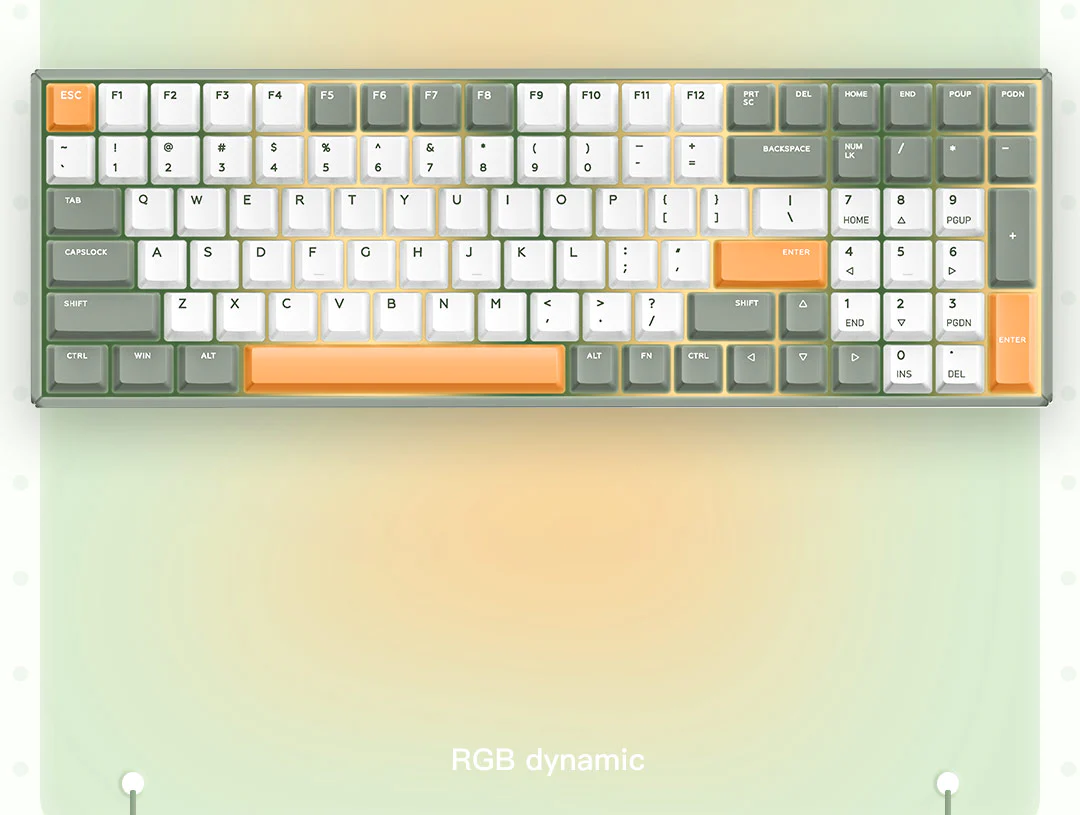 ESC F1 F2 F3 F4 F5 F6 F7 F8 F9 F10 F11 F12 PRT SC DEL HOME END PGUP PGDN
~ ! @ # $ % ^ & * ( ) — + BACKSPACE NUM LK / * −
` 1 2 3 4 5 6 7 8 9 0 - =
TAB Q W E R T Y U I O P { } | 7 8 9 +
[ ] \ HOME △ PGUP
CAPSLOCK A S D F G H J K L : " ENTER 4 5 6
; ' ◁ ▷
SHIFT Z X C V B N M < > ? SHIFT △ 1 2 3 ENTER
, . / END ▽ PGDN
CTRL WIN ALT ALT FN CTRL ◁ ▽ ▷ 0 .
INS DEL
RGB dynamic